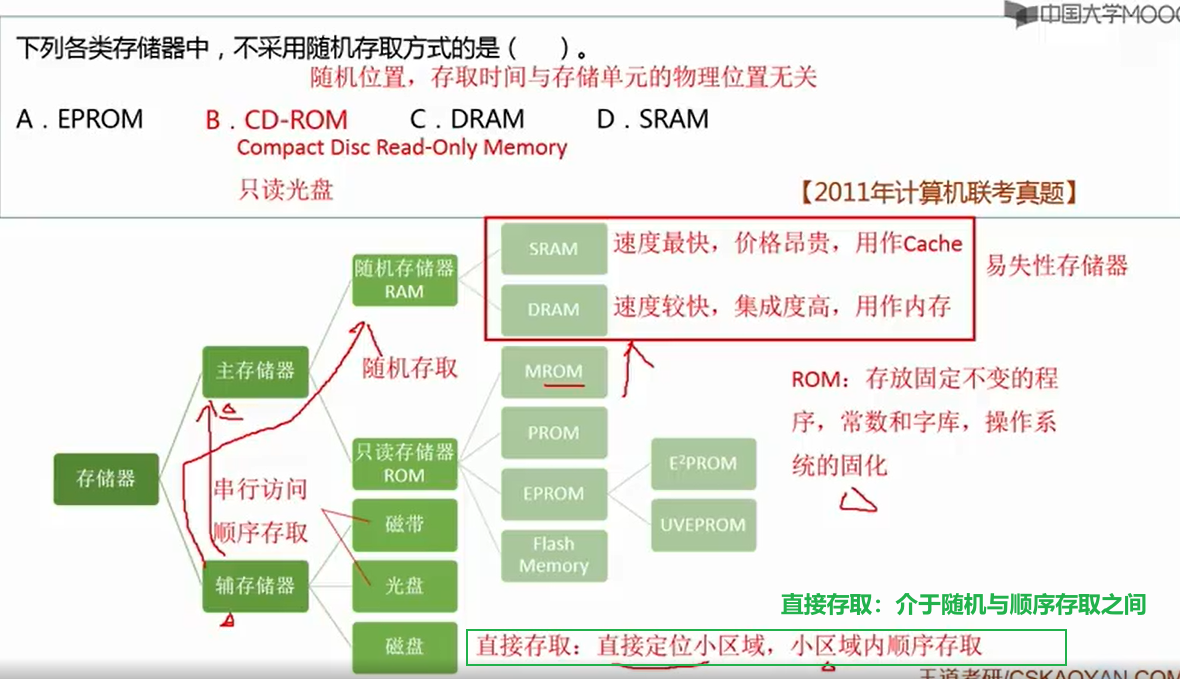 中国大学MOOC
下列各类存储器中，不采用随机存取方式的是（ ）。
随机位置，存取时间与存储单元的物理位置无关
A．EPROM B．CD-ROM C．DRAM D．SRAM
Compact Disc Read-Only Memory
只读光盘
【2011年计算机联考真题】
SRAM 速度最快，价格昂贵，用作Cache
随机存储器
RAM
易失性存储器
DRAM 速度较快，集成度高，用作内存
主存储器
随机存取
MROM
ROM：存放固定不变的程
序，常数和字库，操作系
统的固化
PROM
只读存储器
ROM
E²PROM
存储器
EPROM
串行访问
顺序存取
磁带
UVEPROM
Flash
Memory
辅存储器
光盘
直接存取：介于随机与顺序存取之间
磁盘
直接存取：直接定位小区域，小区域内顺序存取
王道考研/CSKAOYAN.COM